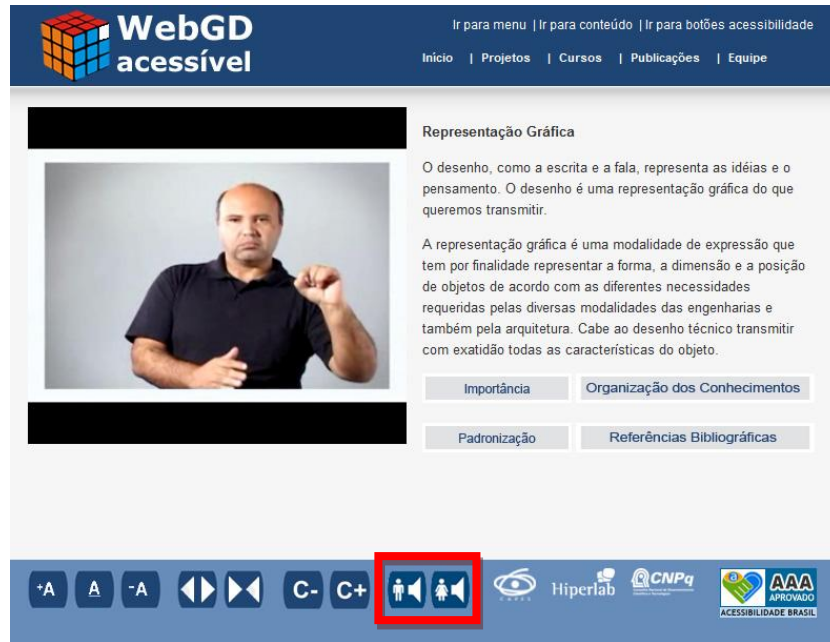 WebGD
acessível
Ir para menu | Ir para conteúdo | Ir para botões acessibilidade
Início | Projetos | Cursos | Publicações | Equipe
Representação Gráfica
O desenho, como a escrita e a fala, representa as idéias e o
pensamento. O desenho é uma representação gráfica do que
queremos transmitir.
A representação gráfica é uma modalidade de expressão que
tem por finalidade representar a forma, a dimensão e a posição
de objetos de acordo com as diferentes necessidades
requeridas pelas diversas modalidades das engenharias e
também pela arquitetura. Cabe ao desenho técnico transmitir
com exatidão todas as características do objeto.
Importância
Organização dos Conhecimentos
Padronização
Referências Bibliográficas
+A A -A C- C+
CAPES
Hiperlab
CNPq
AAA
APROVADO
ACESSIBILIDADE BRASIL